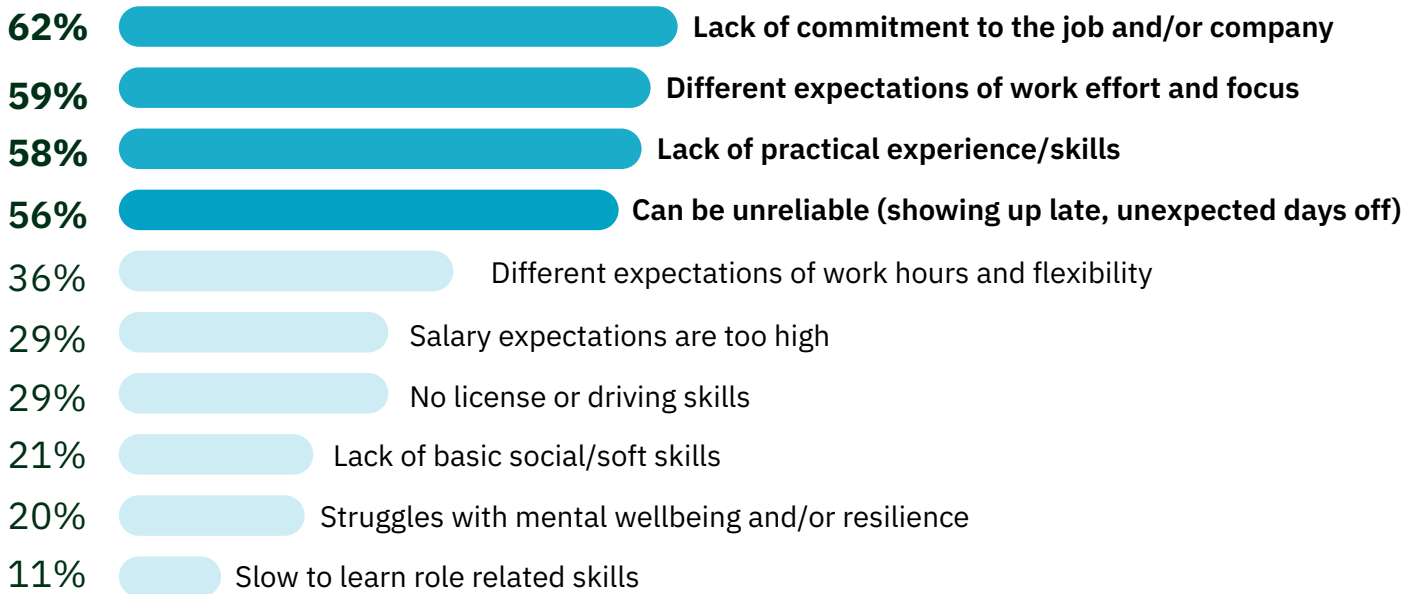 62% Lack of commitment to the job and/or company
59% Different expectations of work effort and focus
58% Lack of practical experience/skills
56% Can be unreliable (showing up late, unexpected days off)
36% Different expectations of work hours and flexibility
29% Salary expectations are too high
29% No license or driving skills
21% Lack of basic social/soft skills
20% Struggles with mental wellbeing and/or resilience
11% Slow to learn role related skills